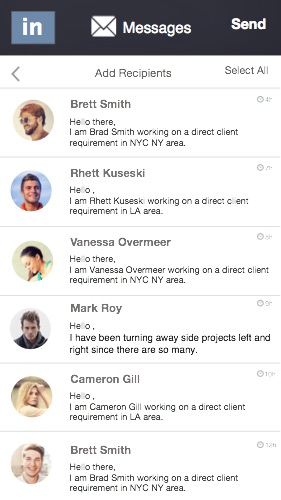 in Messages Send
Add Recipients Select All
Brett Smith 4h
Hello there,
I am Brad Smith working on a direct client
requirement in NYC NY area.
Rhett Kuseski 7h
Hello ,
I am Rhett Kuseski working on a direct client
requirement in LA area.
Vanessa Overmeer 8h
Hello there,
I am Vanessa Overmeer working on a direct client
requirement in NYC NY area.
Mark Roy 9h
Hello ,
I have been turning away side projects left and
right since there are so many.
Cameron Gill 10h
Hello ,
I am Cameron Gill working on a direct client
requirement in LA area.
Brett Smith 12h
Hello there,
I am Brad Smith working on a direct client
requirement in NYC NY area.